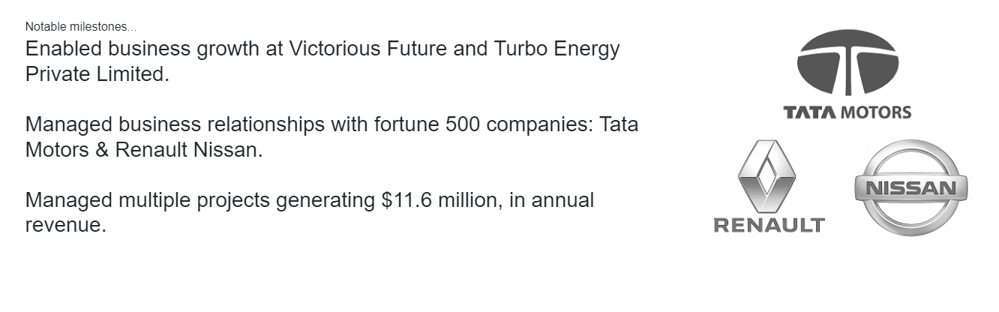 Notable milestones...
Enabled business growth at Victorious Future and Turbo Energy
Private Limited.
Managed business relationships with fortune 500 companies: Tata
Motors & Renault Nissan.
Managed multiple projects generating $11.6 million, in annual
revenue.
TATA MOTORS
RENAULT
NISSAN